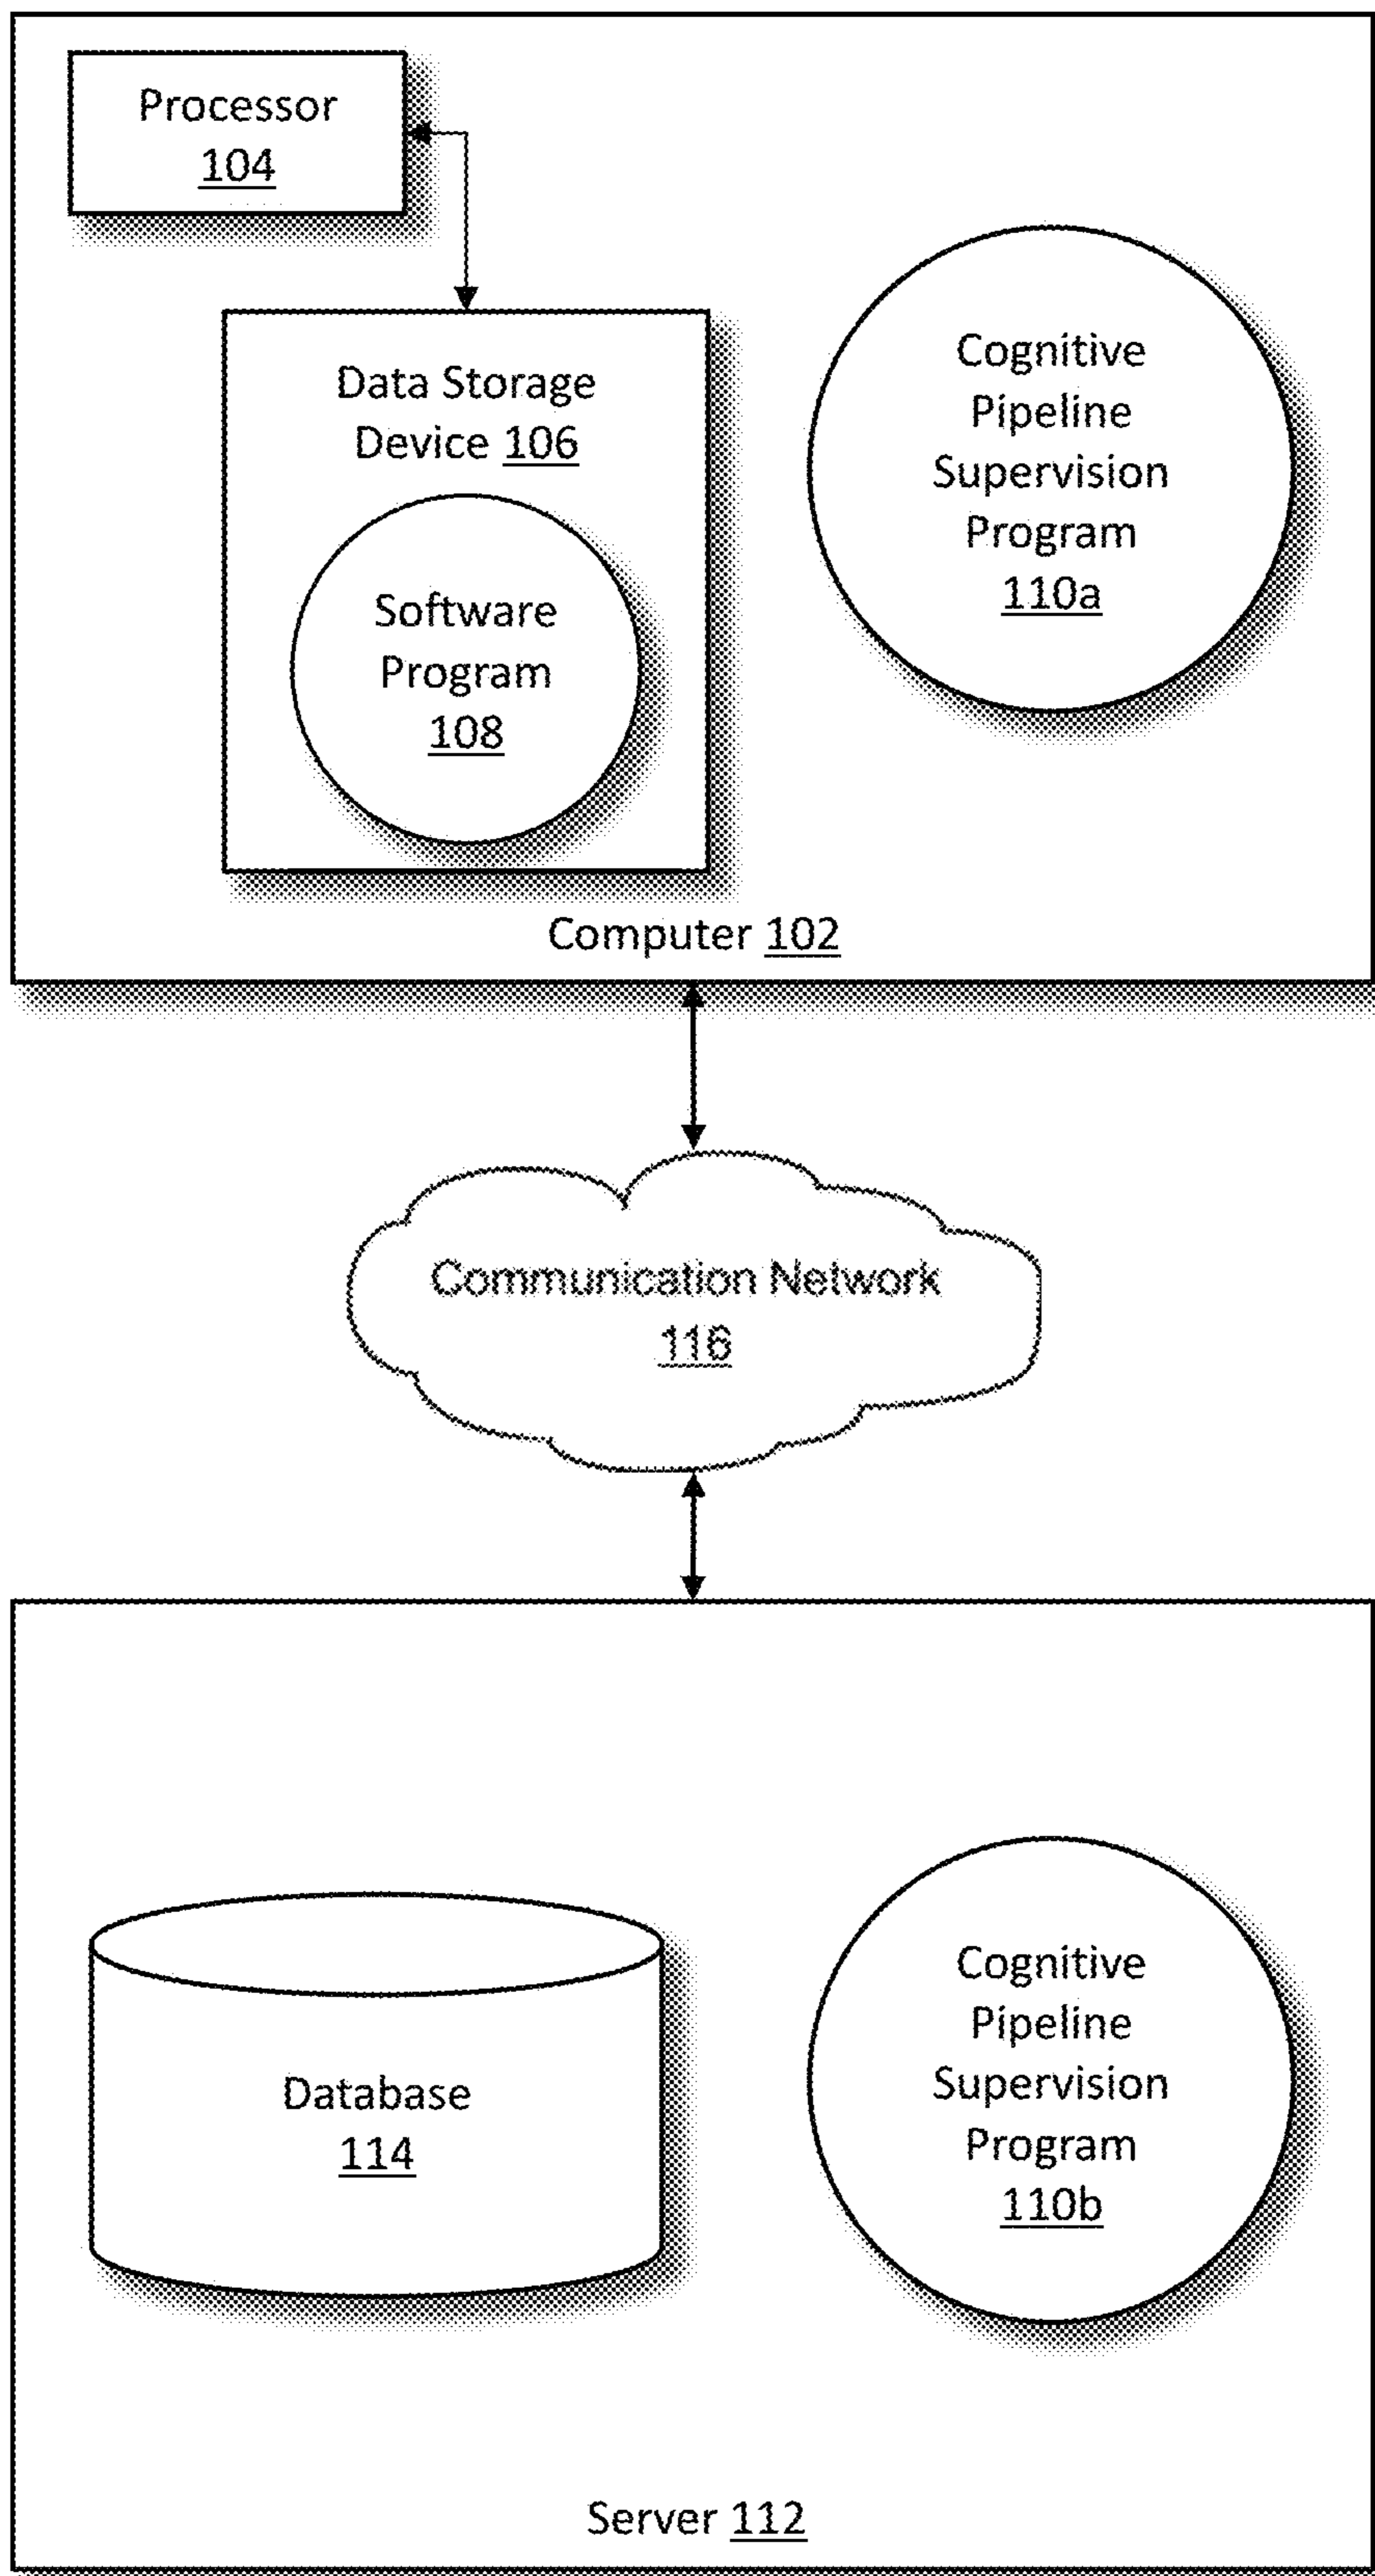 Processor
104
Data Storage
Device 106
Software
Program
108
Cognitive
Pipeline
Supervision
Program
110a
Computer 102
Communication Network
116
Database
114
Cognitive
Pipeline
Supervision
Program
110b
Server 112